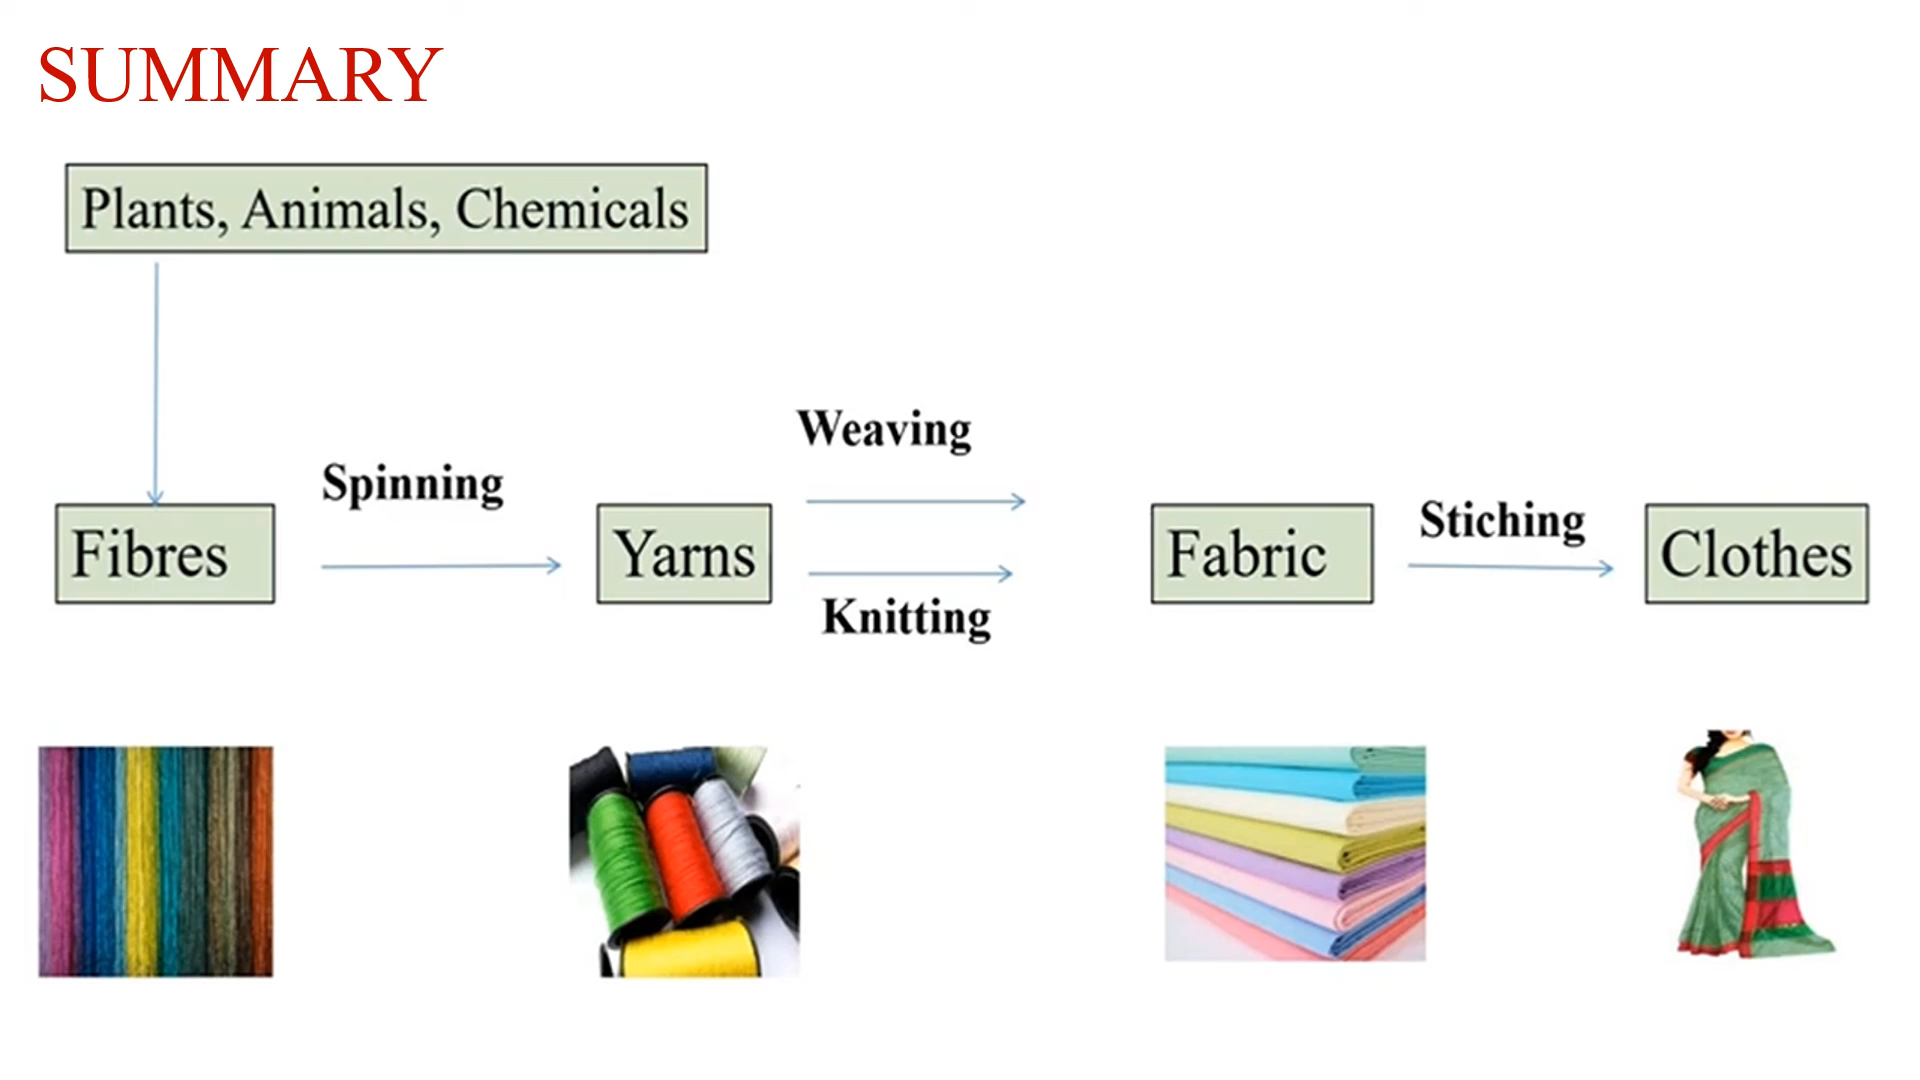 SUMMARY
Plants, Animals, Chemicals
Weaving
Spinning
Stiching
Fibres
Yarns
Fabric
Clothes
Knitting